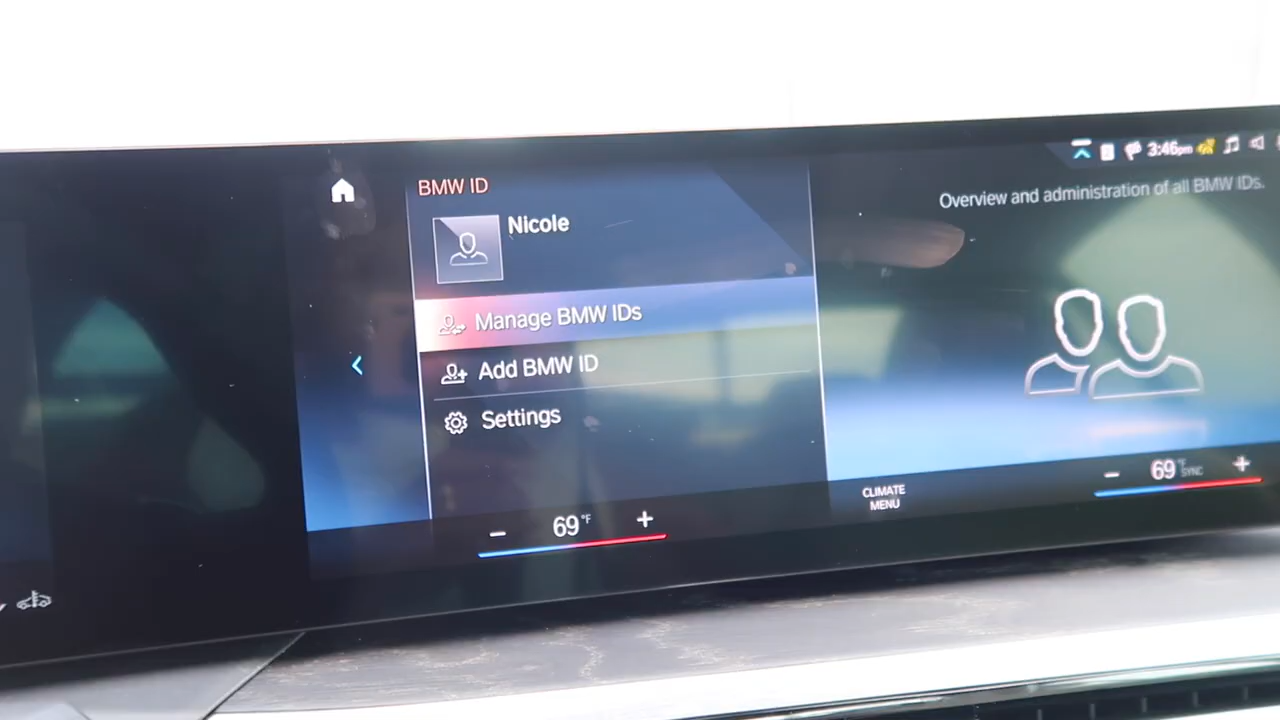 3:46pm
BMW ID
Nicole
Overview and administration of all BMW IDs.
Manage BMW IDs
Add BMW ID
Settings
69°F
CLIMATE
MENU
69°F
SYNC